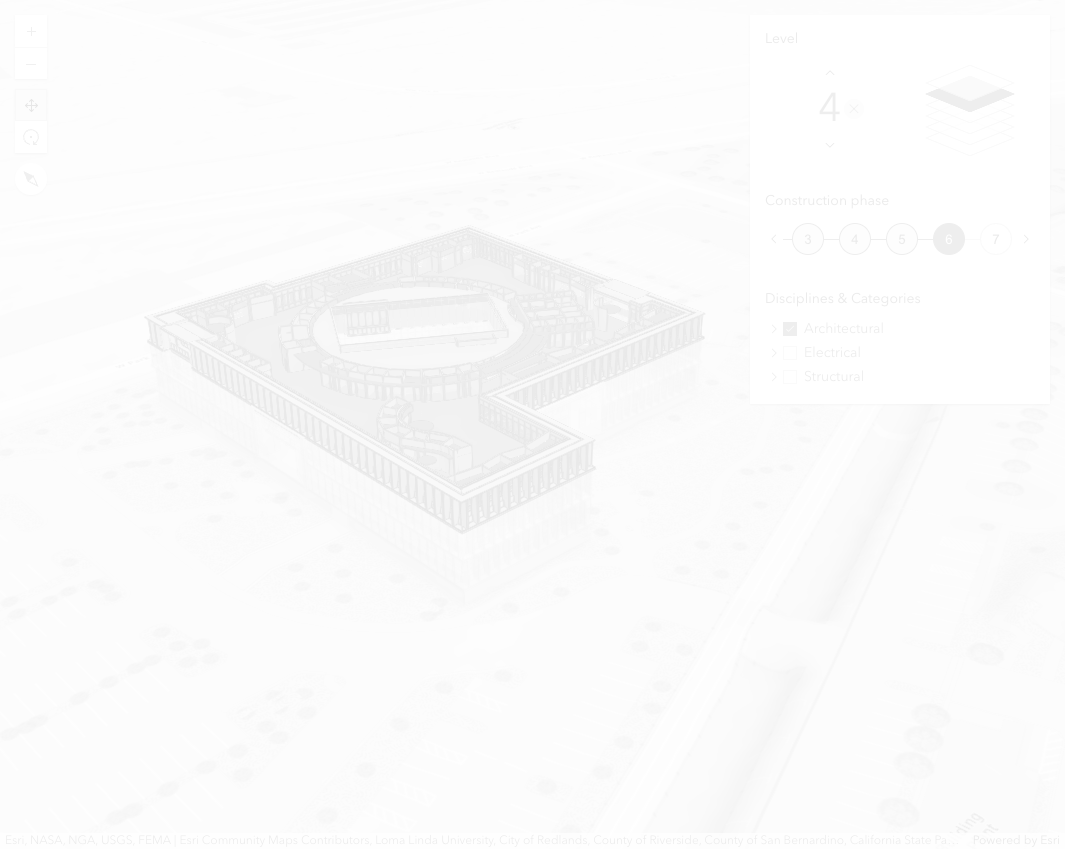 Level
4
Construction phase
3 4 5 6 7
Disciplines & Categories
Architectural
Electrical
Structural
Esri, NASA, NGA, USGS, FEMA | Esri Community Maps Contributors, Loma Linda University, City of Redlands, County of Riverside, County of San Bernardino, California State Pa...
Powered by Esri